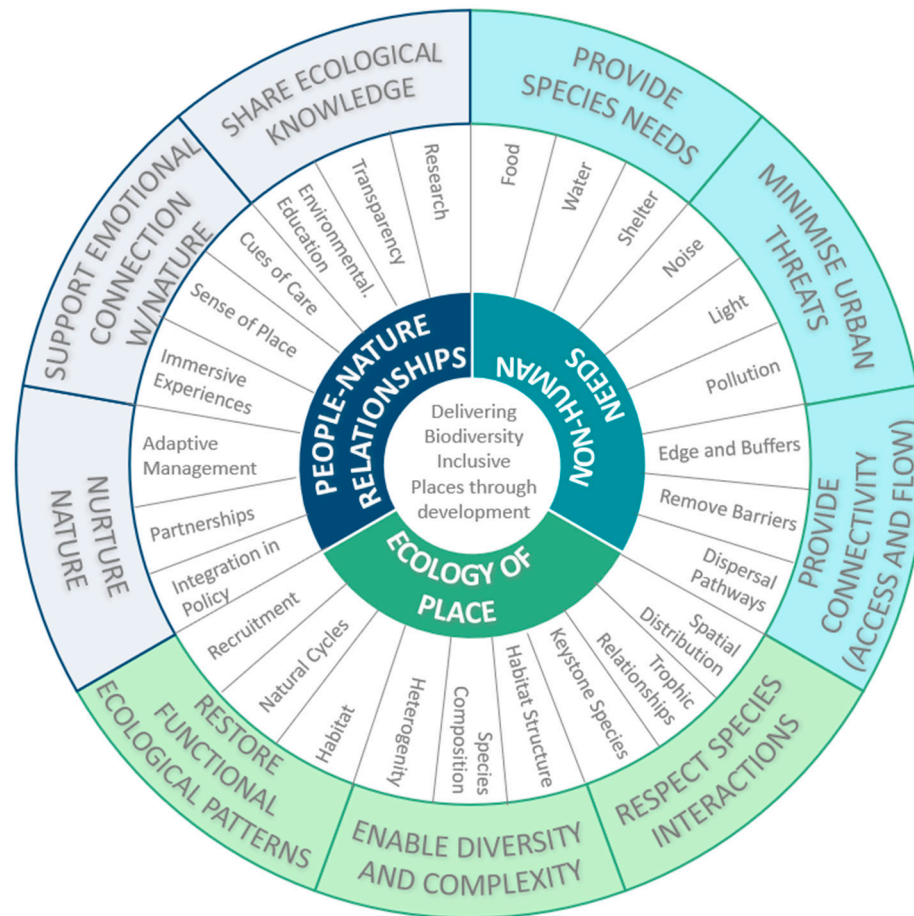 SHARE ECOLOGICAL
KNOWLEDGE
PROVIDE
SPECIES NEEDS
MINIMISE URBAN
THREATS
PROVIDE
CONNECTIVITY
(ACCESS AND FLOW)
RESPECT SPECIES
INTERACTIONS
ENABLE DIVERSITY
AND COMPLEXITY
RESTORE
FUNCTIONAL
ECOLOGICAL PATTERNS
NURTURE
NATURE
SUPPORT EMOTIONAL
CONNECTION
W/NATURE
Food
Water
Shelter
Noise
Light
Pollution
Edge and Buffers
Remove Barriers
Dispersal
Pathways
Spatial
Distribution
Trophic
Relationships
Keystone Species
Habitat Structure
Species
Composition
Heterogenity
Habitat
Natural Cycles
Recruitment
Integration in
Policy
Partnerships
Adaptive
Management
Immersive
Experiences
Sense of Place
Cues of Care
Environmental.
Education
Transparency
Research
PEOPLE-NATURE
RELATIONSHIPS
NON-HUMAN
NEEDS
ECOLOGY OF
PLACE
Delivering
Biodiversity
Inclusive
Places through
development